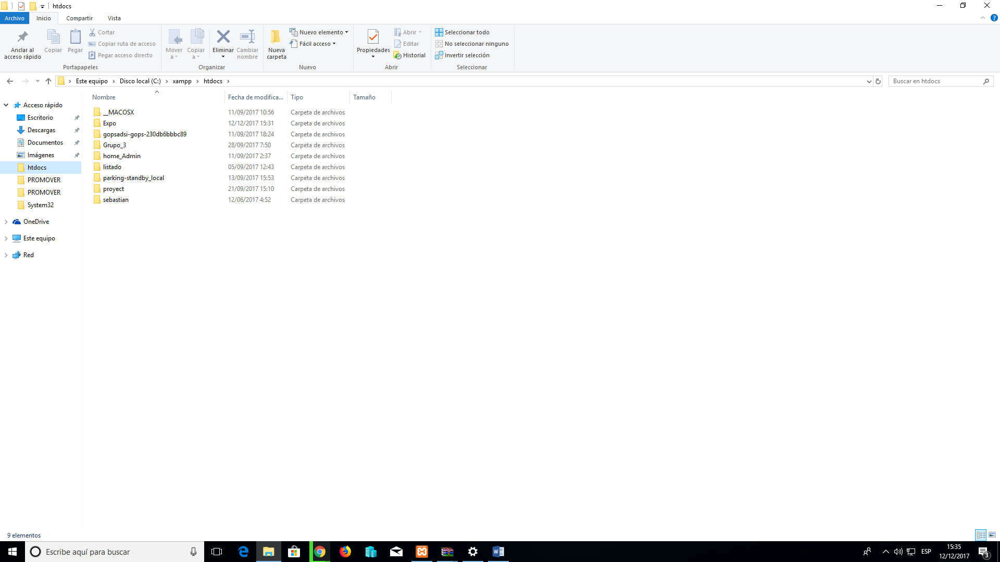 htdocs
Archivo Inicio Compartir Vista
Anclar al acceso rápido
Copiar
Pegar
Cortar
Copiar ruta de acceso
Pegar acceso directo
Portapapeles
Mover a
Copiar a
Eliminar
Cambiar nombre
Organizar
Nueva carpeta
Nuevo elemento
Fácil acceso
Nuevo
Propiedades
Abrir
Editar
Historial
Abrir
Seleccionar todo
No seleccionar ninguno
Invertir selección
Seleccionar
Este equipo > Disco local (C:) > xampp > htdocs >
Buscar en htdocs
Acceso rápido
Escritorio
Descargas
Documentos
Imágenes
htdocs
PROMOVER
PROMOVER
System32
OneDrive
Este equipo
Red
Nombre Fecha de modifica... Tipo Tamaño
__MACOSX 11/09/2017 10:56 Carpeta de archivos
Expo 12/12/2017 15:31 Carpeta de archivos
gopsadsi-gops-230db6bbbc89 11/09/2017 18:24 Carpeta de archivos
Grupo_3 28/09/2017 7:50 Carpeta de archivos
home_Admin 11/09/2017 2:37 Carpeta de archivos
listado 05/09/2017 12:43 Carpeta de archivos
parking-standby_local 13/09/2017 15:53 Carpeta de archivos
proyect 21/09/2017 15:10 Carpeta de archivos
sebastian 12/06/2017 4:52 Carpeta de archivos
9 elementos
Escribe aquí para buscar
ESP
15:35
12/12/2017
3